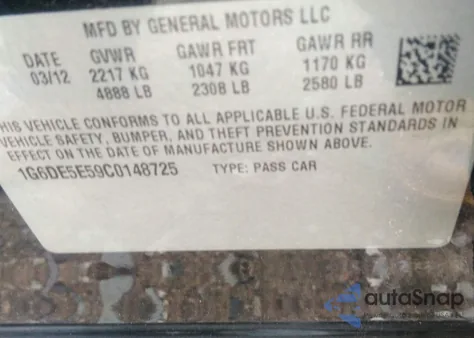 MFD BY GENERAL MOTORS LLC
DATE GVWR GAWR FRT GAWR RR
03/12 2217 KG 1047 KG 1170 KG
4888 LB 2308 LB 2580 LB
HIS VEHICLE CONFORMS TO ALL APPLICABLE U.S. FEDERAL MOTOR
VEHICLE SAFETY, BUMPER, AND THEFT PREVENTION STANDARDS IN
EFFECT ON THE DATE OF MANUFACTURE SHOWN ABOVE.
1G6DE5E59C0148725 TYPE: PASS CAR
autoSnap